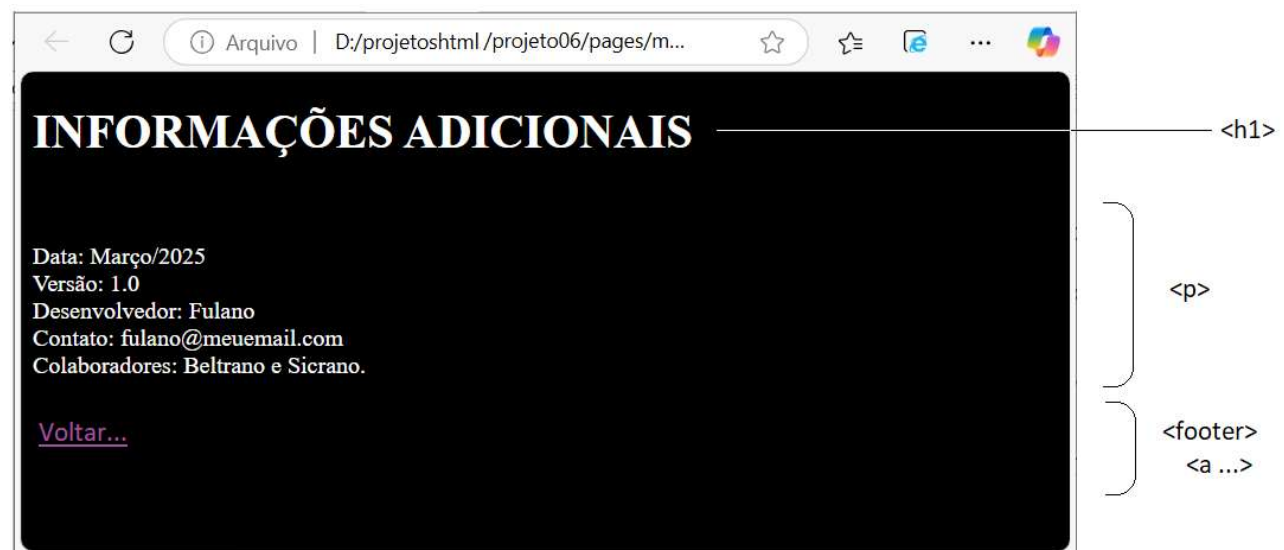 Arquivo | D:/projetoshtml /projeto06/pages/m...
INFORMAÇÕES ADICIONAIS
<h1>
Data: Março/2025
Versão: 1.0
Desenvolvedor: Fulano
Contato: fulano@meuemail.com
Colaboradores: Beltrano e Sicrano.
<p>
Voltar...
<footer>
<a ...>